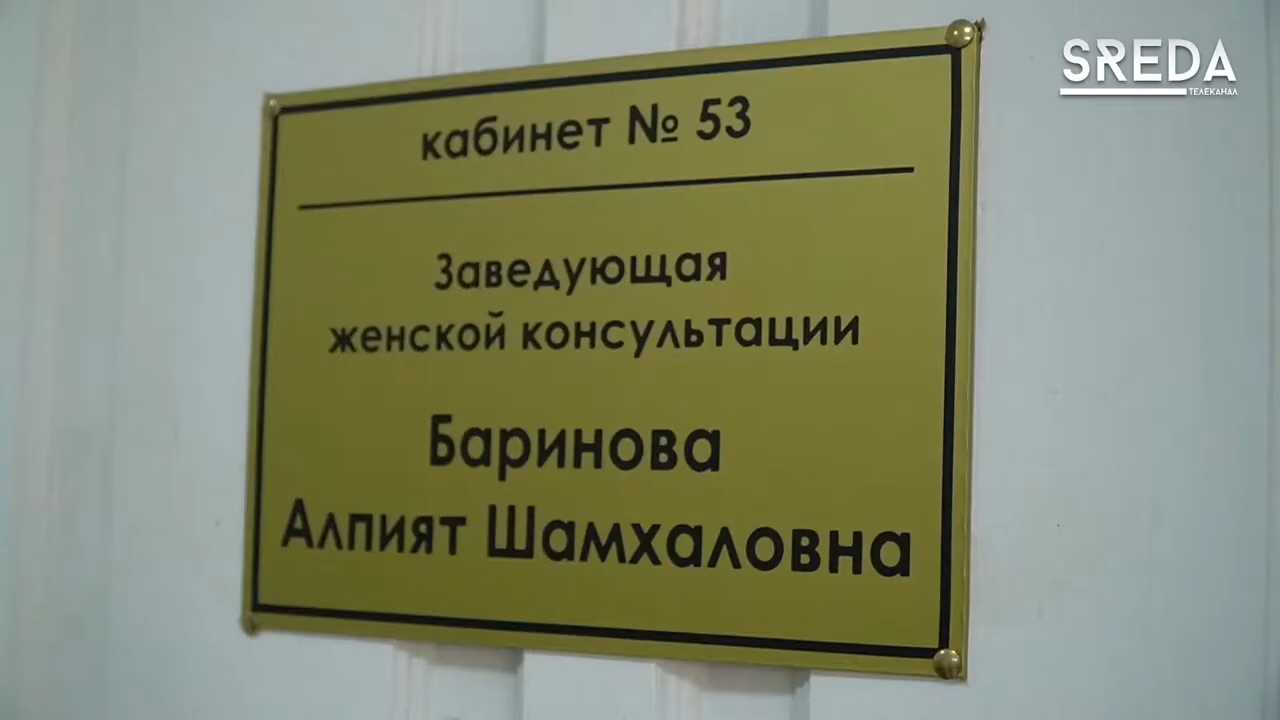 SREDA
ТЕЛЕКАНАЛ
кабинет № 53
Заведующая
женской консультации
Баринова
Алпият Шамхаловна